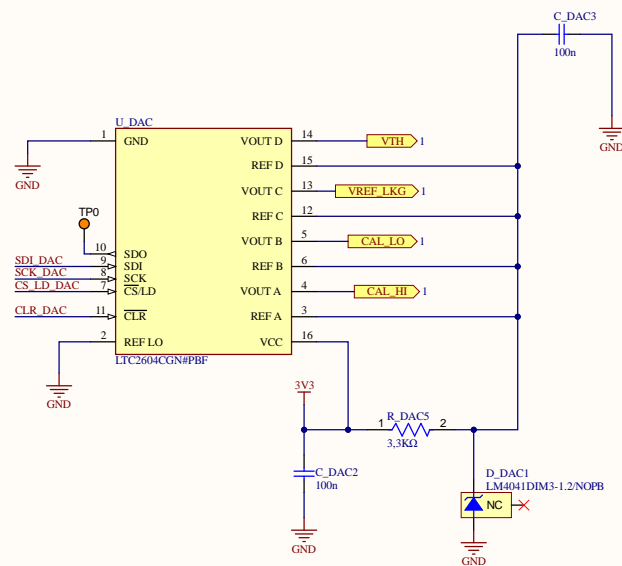 C_DAC3
100n
GND
U_DAC
1 GND VOUT D 14 VTH 1
REF D 15
GND
VOUT C 13 VREF_LKG 1
TP0
REF C 12
VOUT B 5 CAL_LO 1
10 SDO
SDI_DAC 9 SDI REF B 6
SCK_DAC 8 SCK
CS_LD_DAC 7 CS/LD VOUT A 4 CAL_HI 1
CLR_DAC 11 CLR REF A 3
2 REF LO VCC 16
LTC2604CGN#PBF
GND
3V3
R_DAC5
1 2
3,3KΩ
C_DAC2
100n
D_DAC1
LM4041DIM3-1.2/NOPB
NC
GND
GND